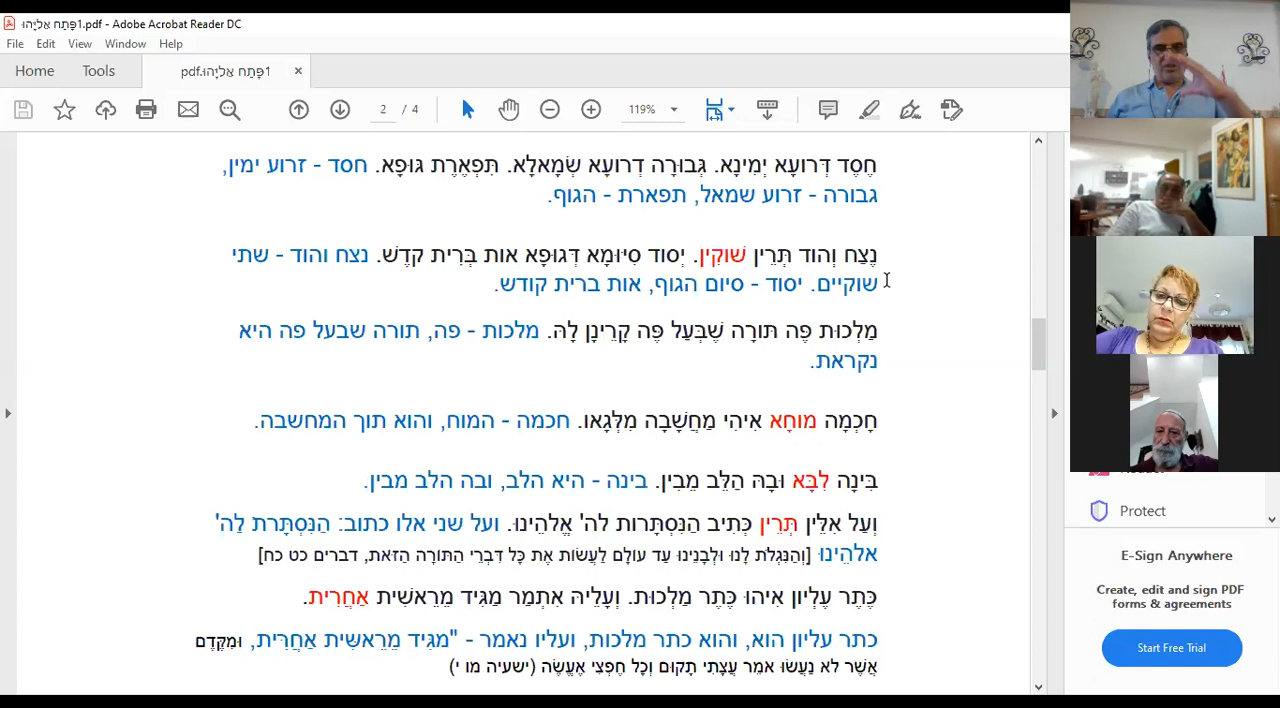 1פָּתַח אֵלִיָּהוּ.pdf - Adobe Acrobat Reader DC
File Edit View Window Help
Home Tools 1פָּתַח אֵלִיָּהוּ.pdf ×
2 / 4 119%
חֶסֶד דְּרוֹעָא יְמִינָא. גְּבוּרָה דְרוֹעָא שְׂמָאלָא. תִּפְאֶרֶת גּוּפָא. חסד - זרוע ימין,
גבורה - זרוע שמאל, תפארת - הגוף.
נֶצַח וְהוֹד תְּרֵין שׁוֹקִין. יְסוֹד סִיּוּמָא דְּגוּפָא אוֹת בְּרִית קֹדֶשׁ. נצח והוד - שתי
שוקיים. יסוד - סיום הגוף, אות ברית קודש.
מַלְכוּת פֶּה תּוֹרָה שֶׁבְּעַל פֶּה קָרֵינָן לָהּ. מלכות - פה, תורה שבעל פה היא
נקראת.
חָכְמָה מוֹחָא אִיהִי מַחֲשָׁבָה מִלְּגָאו. חכמה - המוח, והוא תוך המחשבה.
בִּינָה לִבָּא וּבָהּ הַלֵּב מֵבִין. בינה - היא הלב, ובה הלב מבין.
וְעַל אִלֵּין תְּרֵין כְּתִיב הַנִּסְתָּרוֹת לה' אֱלֹהֵינוּ. ועל שני אלו כתוב: הַנִּסְתָּרֹת לַה'
אלהֵינוּ [וְהַנִּגְלֹת לָנוּ וּלְבָנֵינוּ עַד עוֹלָם לַעֲשׂוֹת אֶת כָּל דִּבְרֵי הַתּוֹרָה הַזֹּאת, דברים כט כח]
כֶּתֶר עֶלְיוֹן אִיהוּ כֶּתֶר מַלְכוּת. וְעָלֵיהּ אִתְּמַר מַגִּיד מֵרֵאשִׁית אַחֲרִית.
כתר עליון הוא, והוא כתר מלכות, ועליו נאמר - "מַגִּיד מֵרֵאשִׁית אַחֲרִית, וּמִקֶּדֶם
אֲשֶׁר לֹא נַעֲשׂוּ אֹמֵר עֲצָתִי תָקוּם וְכָל חֶפְצִי אֶעֱשֶׂה (ישעיה מו י)
Protect
E-Sign Anywhere
Create, edit and sign PDF
forms & agreements
Start Free Trial